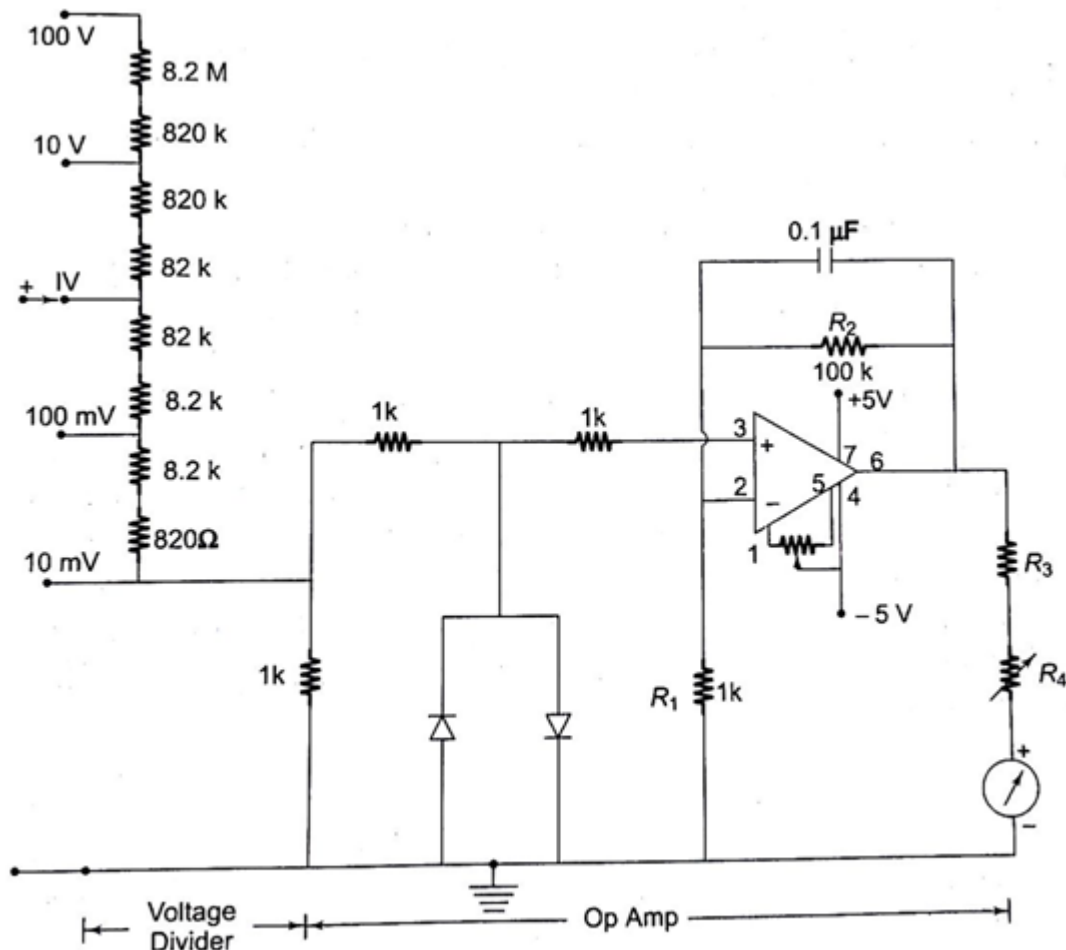 100 V
8.2 M
820 k
10 V
820 k
0.1 µF
82 k
+ IV
82 k
R2
100 k
+5V
8.2 k
100 mV
1k
1k
3
+
7
6
8.2 k
5
4
2
−
820Ω
1
10 mV
R3
− 5 V
1k
R1
1k
R4
+
−
Voltage
Divider
Op Amp